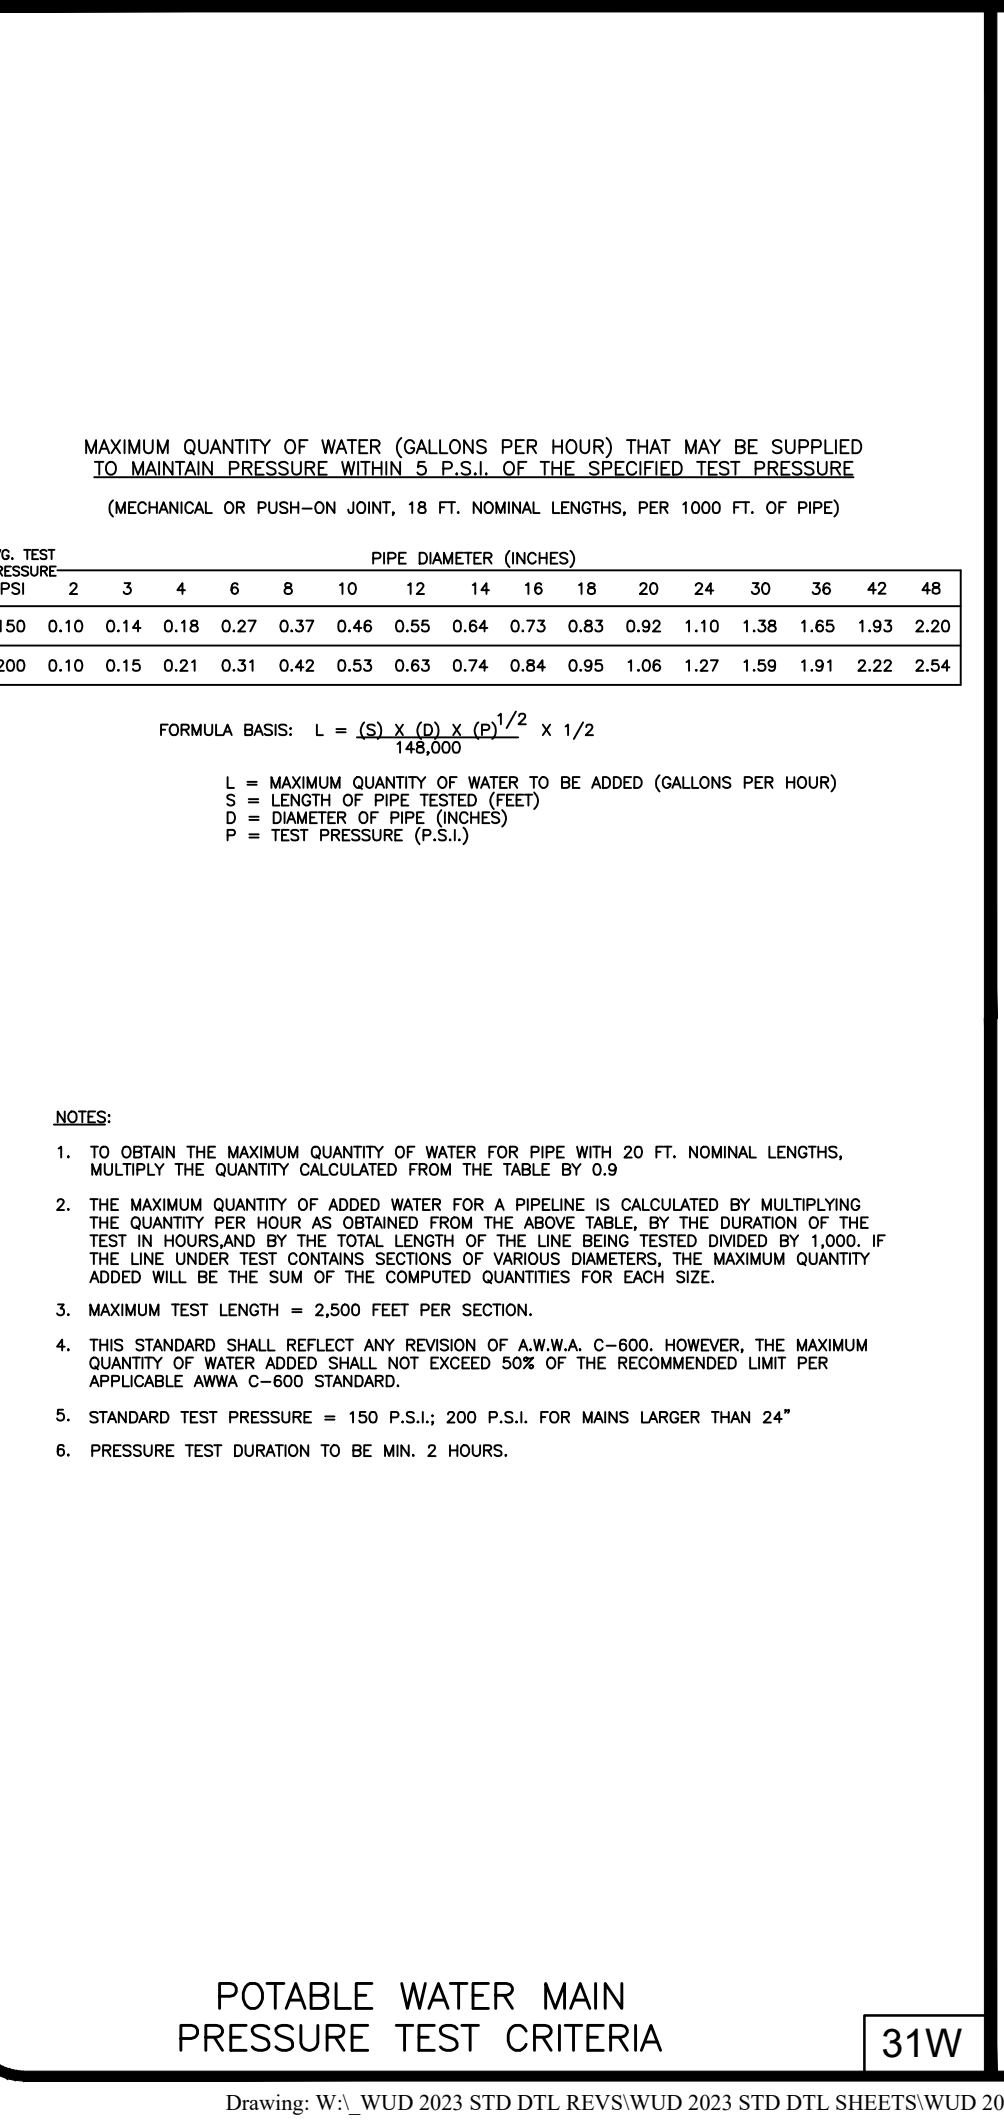 MAXIMUM QUANTITY OF WATER (GALLONS PER HOUR) THAT MAY BE SUPPLIED
TO MAINTAIN PRESSURE WITHIN 5 P.S.I. OF THE SPECIFIED TEST PRESSURE
(MECHANICAL OR PUSH-ON JOINT, 18 FT. NOMINAL LENGTHS, PER 1000 FT. OF PIPE)
TEST PIPE DIAMETER (INCHES)
PSI 2 3 4 6 8 10 12 14 16 18 20 24 30 36 42 48
150 0.10 0.14 0.18 0.27 0.37 0.46 0.55 0.64 0.73 0.83 0.92 1.10 1.38 1.65 1.93 2.20
200 0.10 0.15 0.21 0.31 0.42 0.53 0.63 0.74 0.84 0.95 1.06 1.27 1.59 1.91 2.22 2.54
FORMULA BASIS: L = (S) X (D) X (P)1/2 X 1/2
148,000
L = MAXIMUM QUANTITY OF WATER TO BE ADDED (GALLONS PER HOUR)
S = LENGTH OF PIPE TESTED (FEET)
D = DIAMETER OF PIPE (INCHES)
P = TEST PRESSURE (P.S.I.)
NOTES:
1. TO OBTAIN THE MAXIMUM QUANTITY OF WATER FOR PIPE WITH 20 FT. NOMINAL LENGTHS,
MULTIPLY THE QUANTITY CALCULATED FROM THE TABLE BY 0.9
2. THE MAXIMUM QUANTITY OF ADDED WATER FOR A PIPELINE IS CALCULATED BY MULTIPLYING
THE QUANTITY PER HOUR AS OBTAINED FROM THE ABOVE TABLE, BY THE DURATION OF THE
TEST IN HOURS,AND BY THE TOTAL LENGTH OF THE LINE BEING TESTED DIVIDED BY 1,000. IF
THE LINE UNDER TEST CONTAINS SECTIONS OF VARIOUS DIAMETERS, THE MAXIMUM QUANTITY
ADDED WILL BE THE SUM OF THE COMPUTED QUANTITIES FOR EACH SIZE.
3. MAXIMUM TEST LENGTH = 2,500 FEET PER SECTION.
4. THIS STANDARD SHALL REFLECT ANY REVISION OF A.W.W.A. C-600. HOWEVER, THE MAXIMUM
QUANTITY OF WATER ADDED SHALL NOT EXCEED 50% OF THE RECOMMENDED LIMIT PER
APPLICABLE AWWA C-600 STANDARD.
5. STANDARD TEST PRESSURE = 150 P.S.I.; 200 P.S.I. FOR MAINS LARGER THAN 24"
6. PRESSURE TEST DURATION TO BE MIN. 2 HOURS.
POTABLE WATER MAIN
PRESSURE TEST CRITERIA
31W
Drawing: W:\_WUD 2023 STD DTL REVS\WUD 2023 STD DTL SHEETS\WUD 20